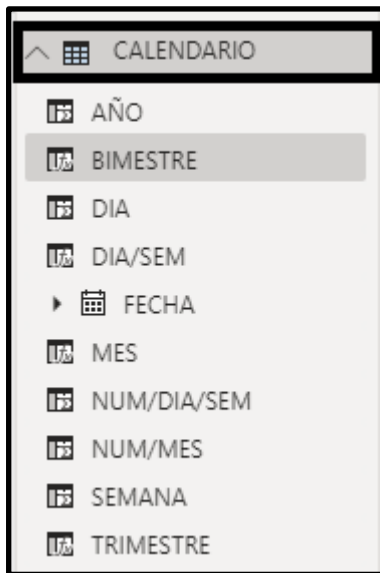 CALENDARIO
AÑO
BIMESTRE
DIA
DIA/SEM
FECHA
MES
NUM/DIA/SEM
NUM/MES
SEMANA
TRIMESTRE